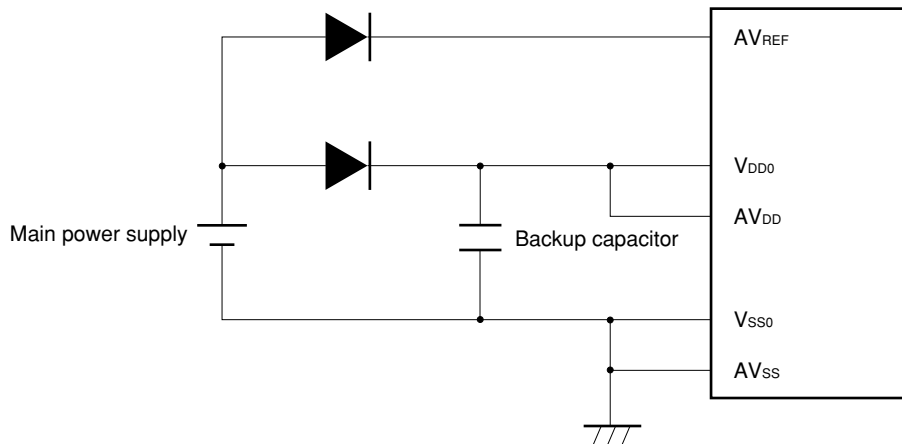 AVREF
VDD0
Main power supply
AVDD
Backup capacitor
VSS0
AVSS